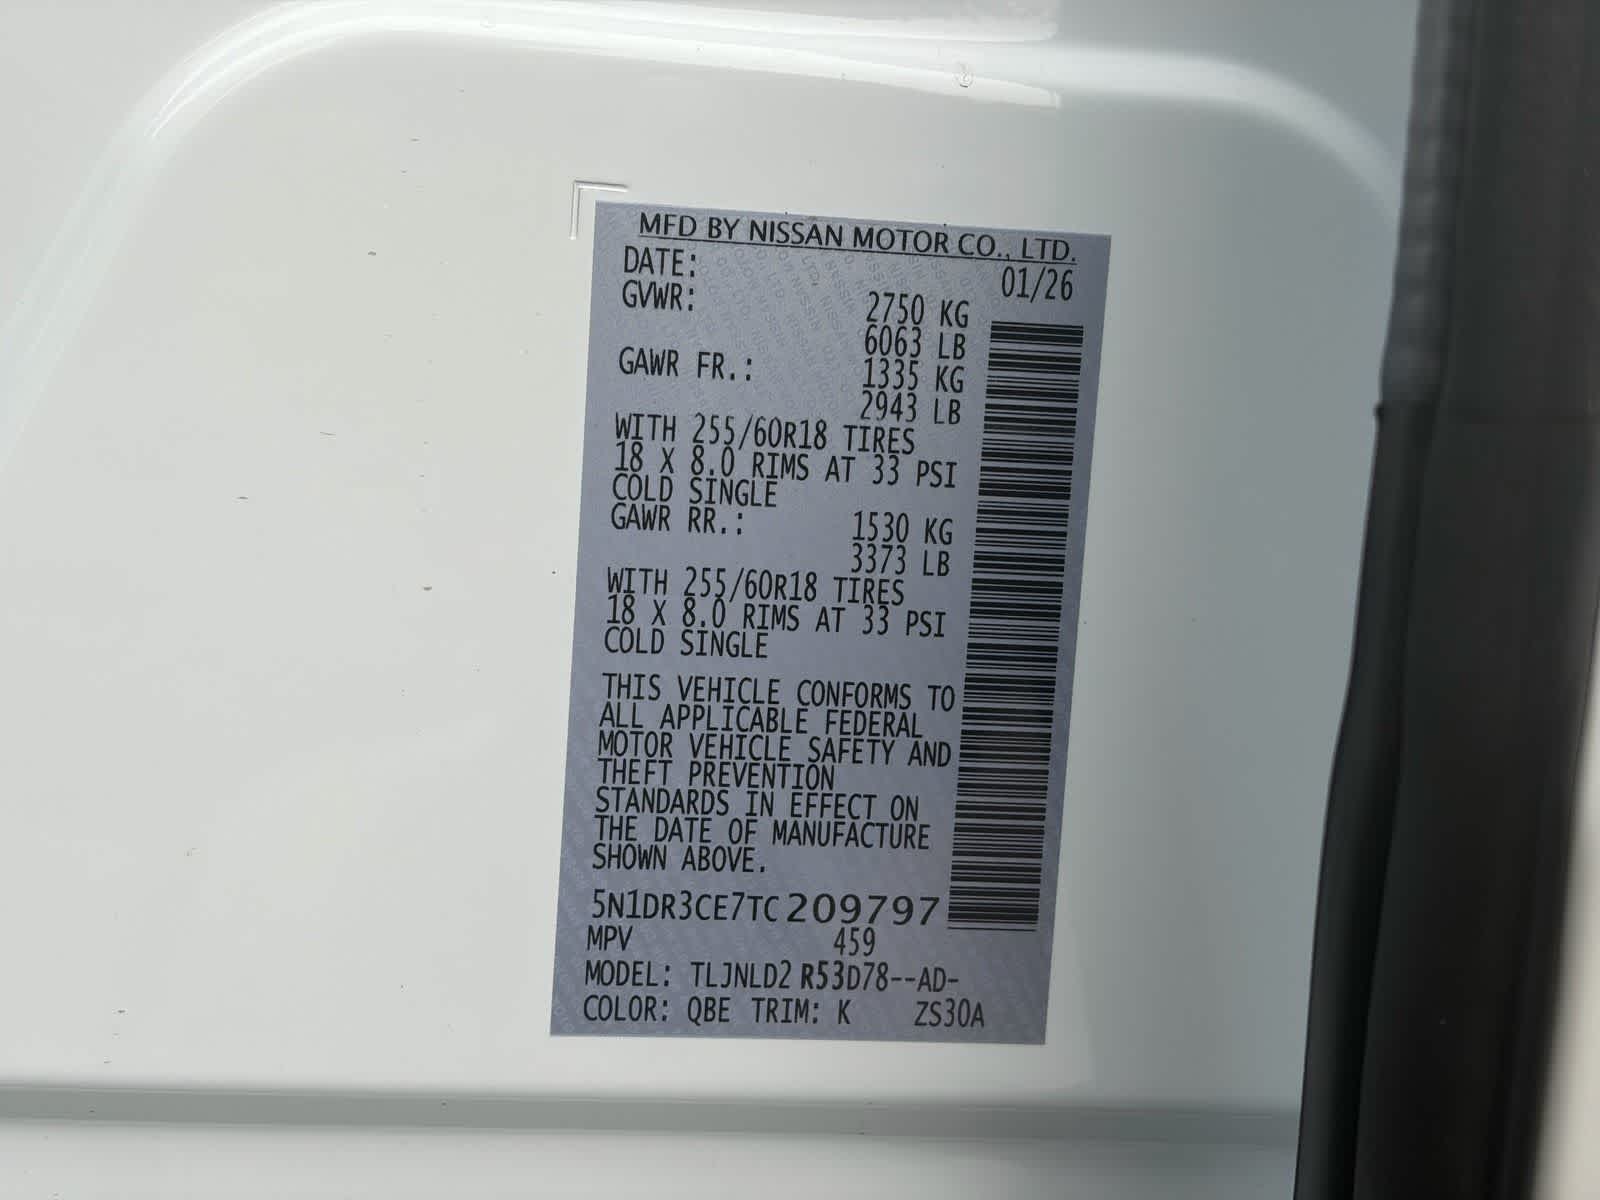 MFD BY NISSAN MOTOR CO., LTD.
DATE: 01/26
GVWR: 2750 KG
6063 LB
GAWR FR.: 1335 KG
2943 LB
WITH 255/60R18 TIRES
18 X 8.0 RIMS AT 33 PSI
COLD SINGLE
GAWR RR.: 1530 KG
3373 LB
WITH 255/60R18 TIRES
18 X 8.0 RIMS AT 33 PSI
COLD SINGLE
THIS VEHICLE CONFORMS TO
ALL APPLICABLE FEDERAL
MOTOR VEHICLE SAFETY AND
THEFT PREVENTION
STANDARDS IN EFFECT ON
THE DATE OF MANUFACTURE
SHOWN ABOVE.
5N1DR3CE7TC209797
MPV 459
MODEL: TLJNLD2 R53D78--AD-
COLOR: QBE TRIM: K ZS30A